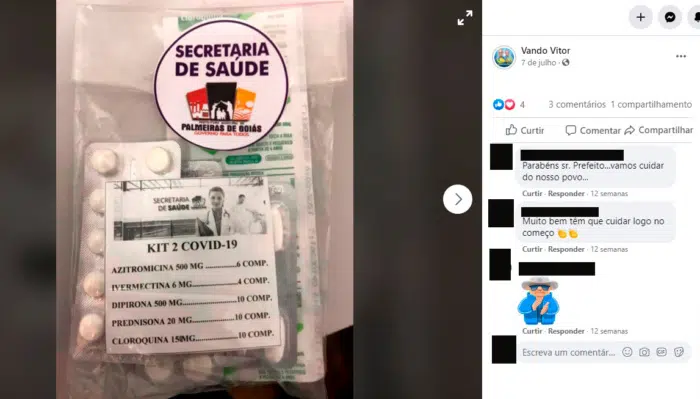 SECRETARIA
DE SAÚDE
PALMEIRAS DE GOIÁS
GOVERNO PARA TODOS
SECRETARIA
DE SAÚDE
KIT 2 COVID-19
AZITROMICINA 500 MG..............6 COMP.
IVERMECTINA 6 MG..................4 COMP.
DIPIRONA 500 MG...................10 COMP.
PREDNISONA 20 MG................10 COMP.
CLOROQUINA 150MG...............10 COMP.
Vando Vitor
7 de julho ·
4
3 comentários 1 compartilhamento
Curtir Comentar Compartilhar
Parabéns sr. Prefeito...vamos cuidar
do nosso povo...
Curtir · Responder · 12 semanas
Muito bem têm que cuidar logo no
começo 👏👏
Curtir · Responder · 12 semanas
Curtir · Responder · 12 semanas
Escreva um comentár...
GIF